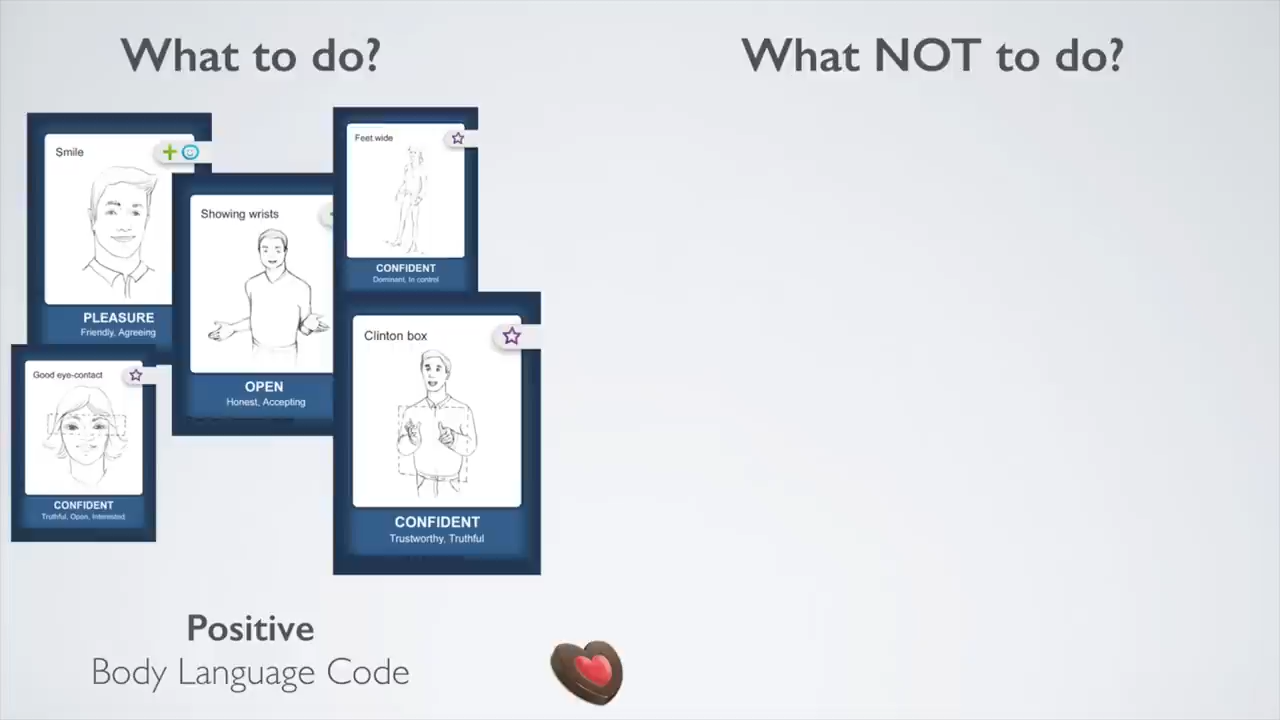 What to do?
What NOT to do?
Smile
PLEASURE
Friendly, Agreeing
Showing wrists
OPEN
Honest, Accepting
Feet wide
CONFIDENT
Dominant, In control
Good eye-contact
CONFIDENT
Truthful, Open, Interested
Clinton box
CONFIDENT
Trustworthy, Truthful
Positive
Body Language Code